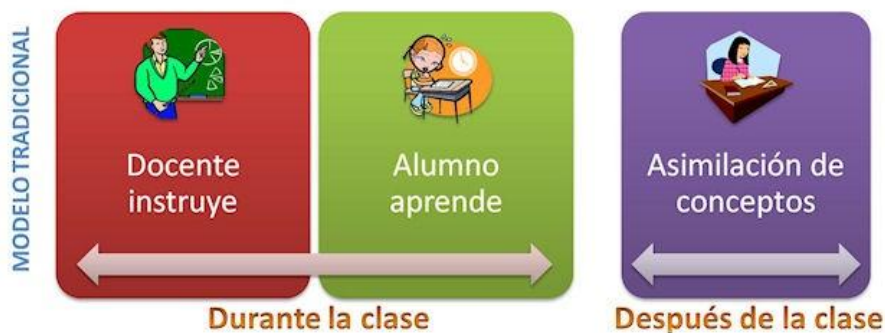 MODELO TRADICIONAL
Docente
instruye
Alumno
aprende
Asimilación de
conceptos
Durante la clase
Después de la clase